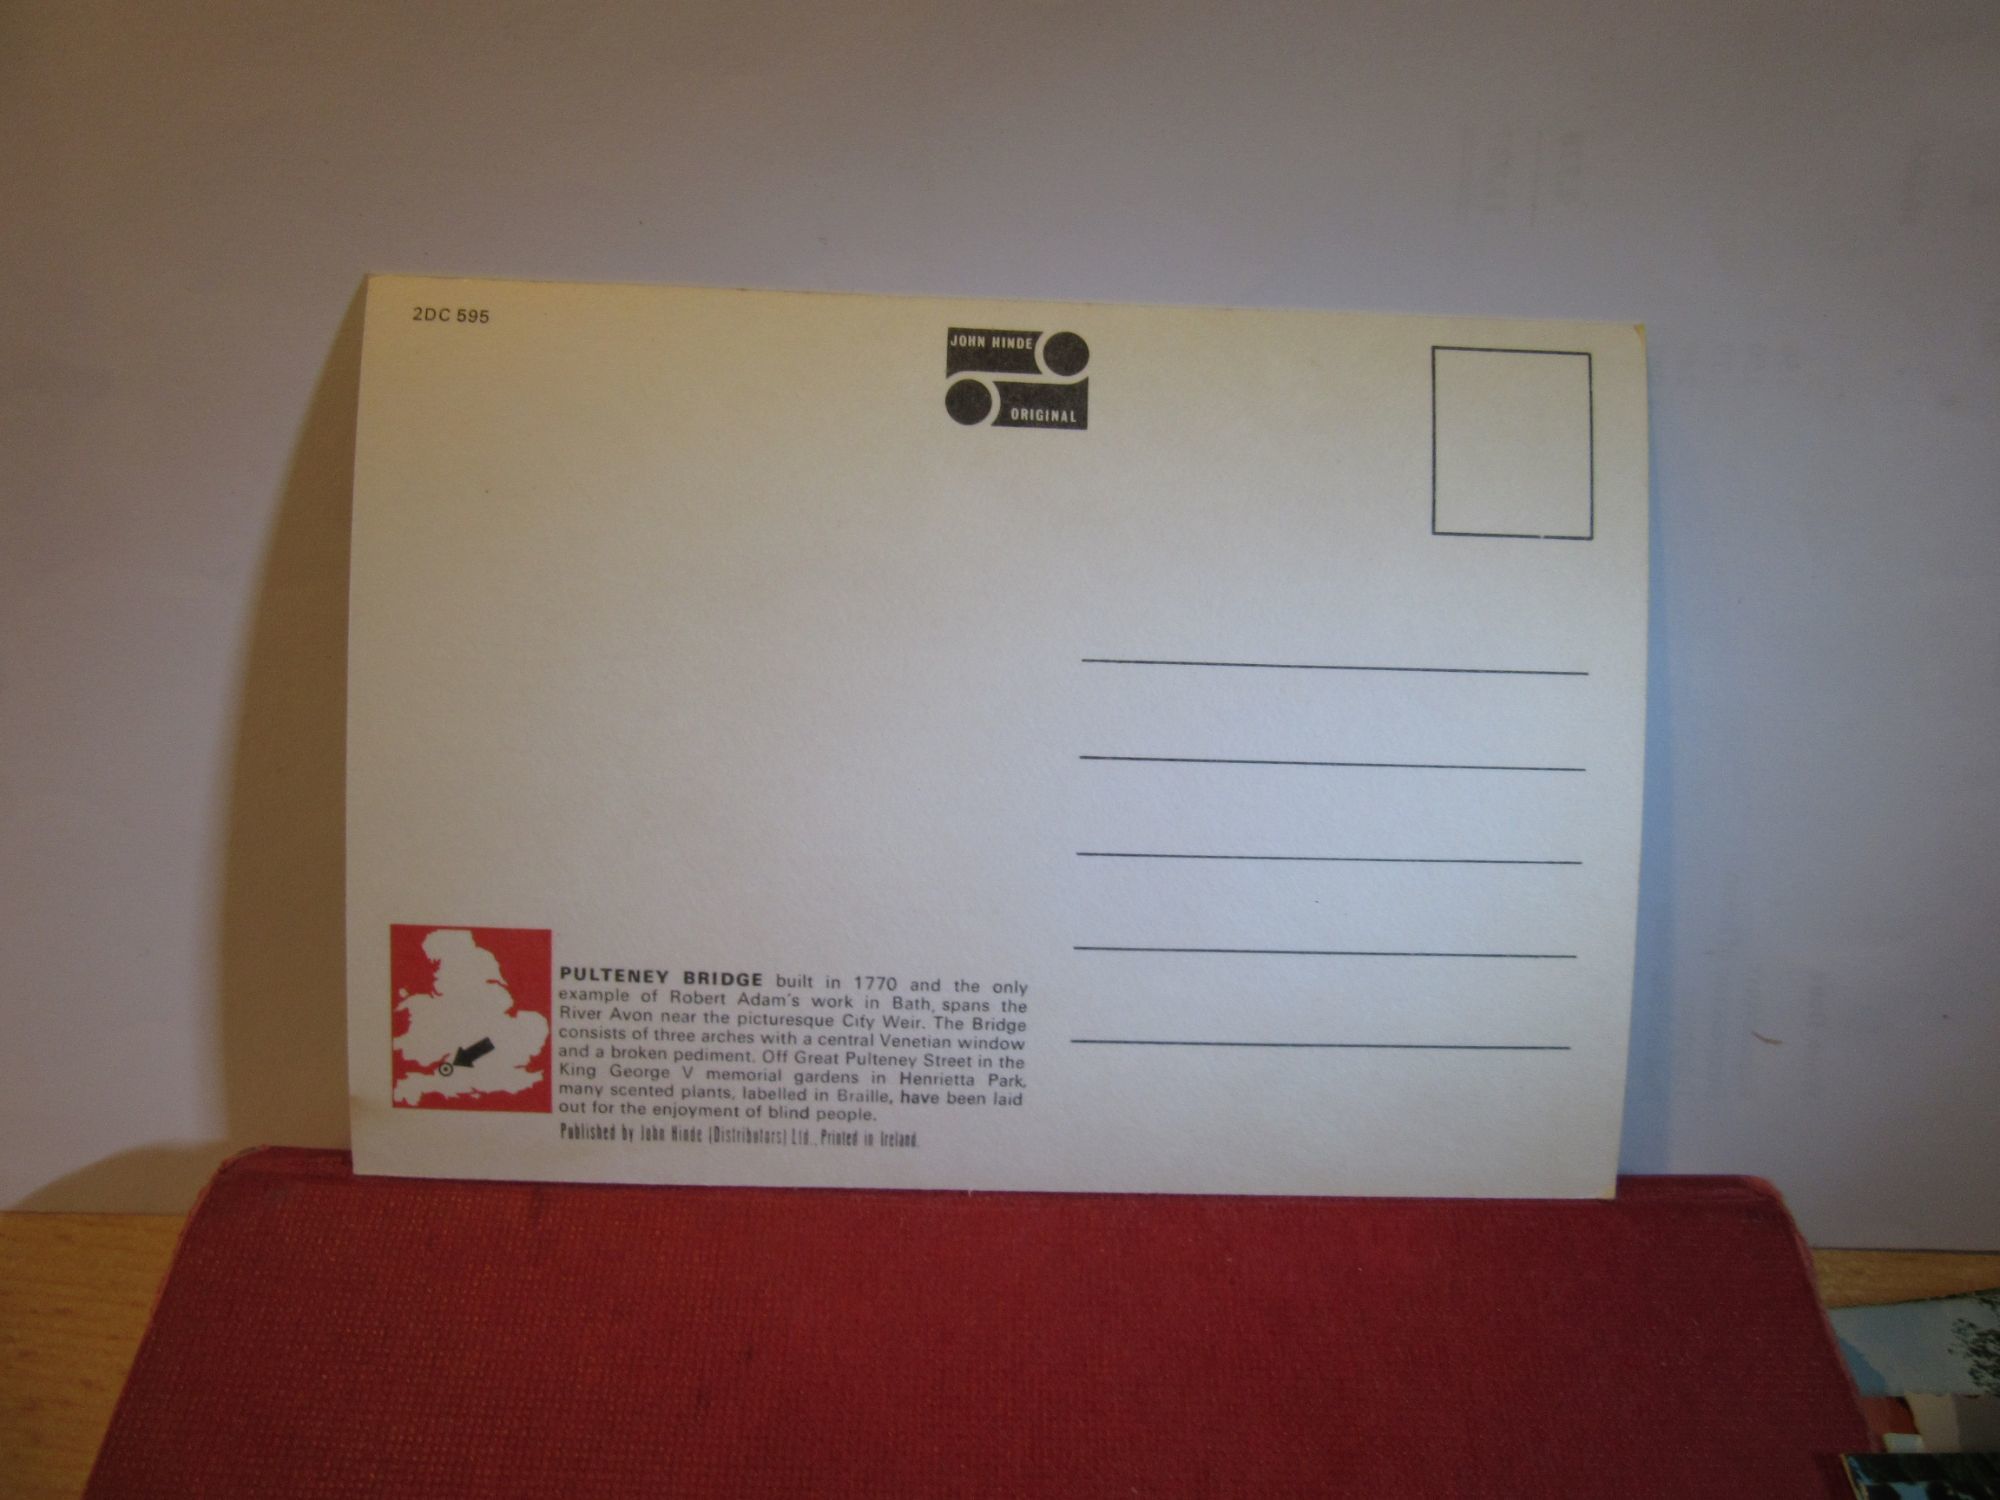 2DC 595
JOHN HINDE
ORIGINAL
PULTENEY BRIDGE built in 1770 and the only
example of Robert Adam's work in Bath, spans the
River Avon near the picturesque City Weir. The Bridge
consists of three arches with a central Venetian window
and a broken pediment. Off Great Pulteney Street in the
King George V memorial gardens in Henrietta Park,
many scented plants, labelled in Braille, have been laid
out for the enjoyment of blind people.
Published by John Hinde (Distributors) Ltd., Printed in Ireland.